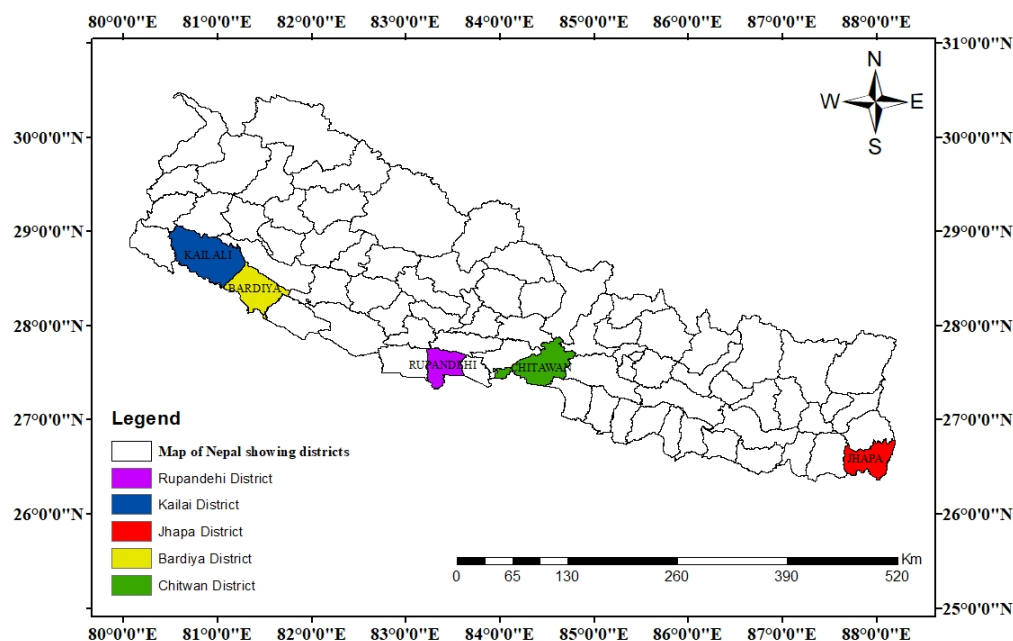 80°0'0"E 81°0'0"E 82°0'0"E 83°0'0"E 84°0'0"E 85°0'0"E 86°0'0"E 87°0'0"E 88°0'0"E
31°0'0"N
N
W E
S
30°0'0"N 30°0'0"N
29°0'0"N 29°0'0"N
KAILALI
BARDIYA
28°0'0"N 28°0'0"N
RUPANDEHI CHITAWAN
27°0'0"N 27°0'0"N
JHAPA
26°0'0"N 26°0'0"N
25°0'0"N
Legend
Map of Nepal showing districts
Rupandehi District
Kailai District
Jhapa District
Bardiya District
Chitwan District
Km
0 65 130 260 390 520
80°0'0"E 81°0'0"E 82°0'0"E 83°0'0"E 84°0'0"E 85°0'0"E 86°0'0"E 87°0'0"E 88°0'0"E